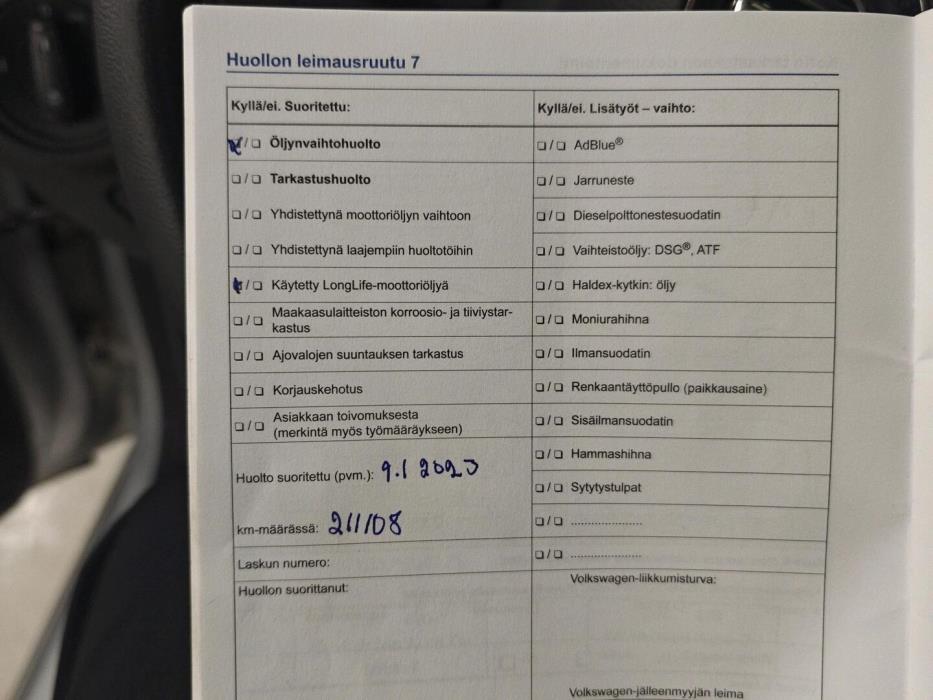 Huollon leimausruutu 7
Kyllä/ei. Suoritettu:
☒/☐ Öljynvaihtohuolto
☐/☐ Tarkastushuolto
☐/☐ Yhdistettynä moottoriöljyn vaihtoon
☐/☐ Yhdistettynä laajempiin huoltotöihin
☒/☐ Käytetty LongLife-moottoriöljyä
☐/☐ Maakaasulaitteiston korroosio- ja tiiviystar-
kastus
☐/☐ Ajovalojen suuntauksen tarkastus
☐/☐ Korjauskehotus
☐/☐ Asiakkaan toivomuksesta
(merkintä myös työmääräykseen)
Huolto suoritettu (pvm.): 9.1 2023
km-määrässä: 211108
Laskun numero:
Huollon suorittanut:
Kyllä/ei. Lisätyöt – vaihto:
☐/☐ AdBlue®
☐/☐ Jarruneste
☐/☐ Dieselpolttonestesuodatin
☐/☐ Vaihteistoöljy: DSG®, ATF
☐/☐ Haldex-kytkin: öljy
☐/☐ Moniurahihna
☐/☐ Ilmansuodatin
☐/☐ Renkaantäyttöpullo (paikkausaine)
☐/☐ Sisäilmansuodatin
☐/☐ Hammashihna
☐/☐ Sytytystulpat
☐/☐ .....................
☐/☐ .....................
Volkswagen-liikkumisturva:
Volkswagen-jälleenmyyjän leima